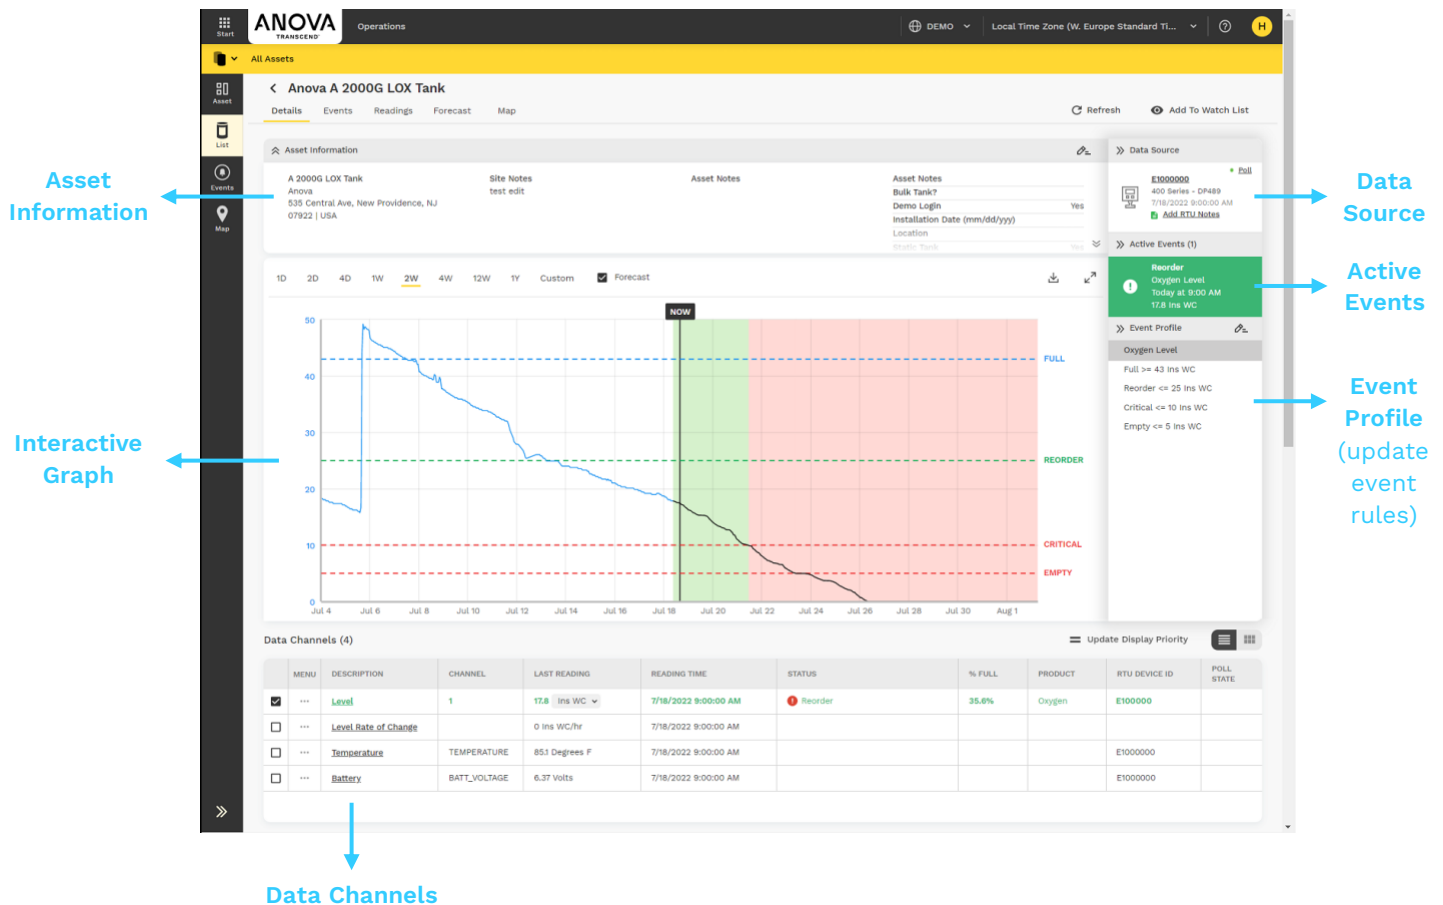 Start
ANOVA
TRANSCEND
Operations
DEMO
Local Time Zone (W. Europe Standard Ti...
?
H
All Assets
Asset
List
Events
Map
Anova A 2000G LOX Tank
Details Events Readings Forecast Map
Refresh
Add To Watch List
Asset Information
A 2000G LOX Tank
Anova
535 Central Ave, New Providence, NJ
07922 | USA
Site Notes
test edit
Asset Notes
Asset Notes
Bulk Tank?
Demo Login Yes
Installation Date (mm/dd/yyy)
Location
Static Tank Yes
Data Source
Poll
E1000000
400 Series - DP489
7/18/2022 9:00:00 AM
Add RTU Notes
Active Events (1)
Reorder
Oxygen Level
Today at 9:00 AM
17.8 Ins WC
Event Profile
Oxygen Level
Full >= 43 Ins WC
Reorder <= 25 Ins WC
Critical <= 10 Ins WC
Empty <= 5 Ins WC
1D 2D 4D 1W 2W 4W 12W 1Y Custom Forecast
NOW
50
40
30
20
10
0
FULL
REORDER
CRITICAL
EMPTY
Jul 4 Jul 6 Jul 8 Jul 10 Jul 12 Jul 14 Jul 16 Jul 18 Jul 20 Jul 22 Jul 24 Jul 26 Jul 28 Jul 30 Aug 1
Data Channels (4)
Update Display Priority
MENU DESCRIPTION CHANNEL LAST READING READING TIME STATUS % FULL PRODUCT RTU DEVICE ID POLL STATE
Level 1 17.8 Ins WC 7/18/2022 9:00:00 AM Reorder 35.6% Oxygen E100000
Level Rate of Change 0 Ins WC/hr 7/18/2022 9:00:00 AM
Temperature TEMPERATURE 85.1 Degrees F 7/18/2022 9:00:00 AM E1000000
Battery BATT_VOLTAGE 6.37 Volts 7/18/2022 9:00:00 AM E1000000
Asset
Information
Interactive
Graph
Data
Source
Active
Events
Event
Profile
(update
event
rules)
Data Channels